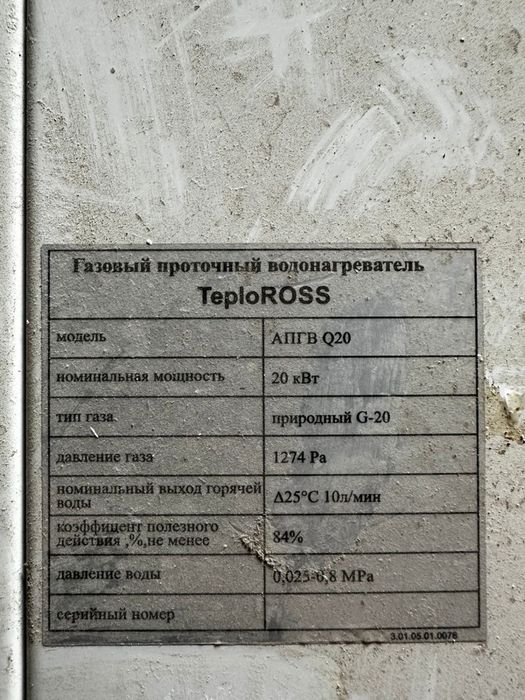 Газовый проточный водонагреватель
TeploROSS
модель АПГВ Q20
номинальная мощность 20 кВт
тип газа природный G-20
давление газа 1274 Pa
номинальный выход горячей
воды Δ25°C 10л/мин
коэффицент полезного
действия ,%,не менее 84%
давление воды 0,025-0,8 MPa
серийный номер
3.01.05.01.0078